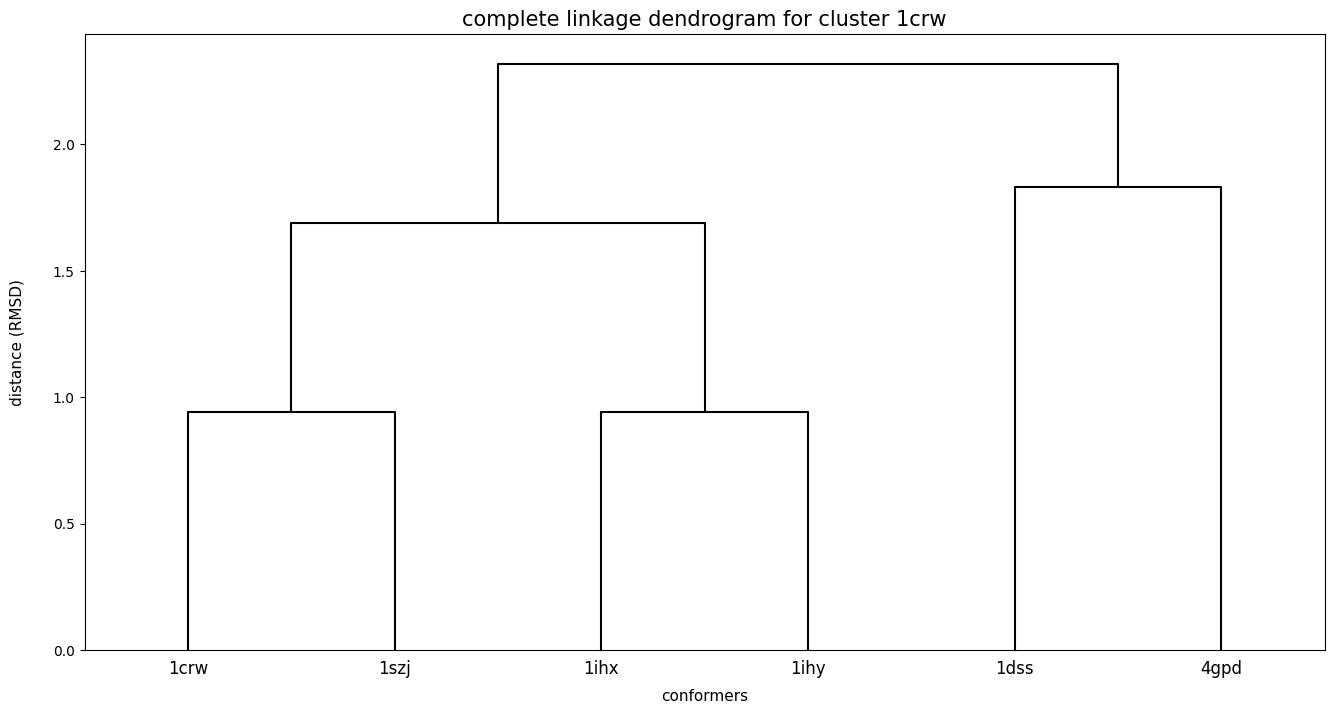 complete linkage dendrogram for cluster 1crw
distance (RMSD)
2.0
1.5
1.0
0.5
0.0
1crw 1szj 1ihx 1ihy 1dss 4gpd
conformers